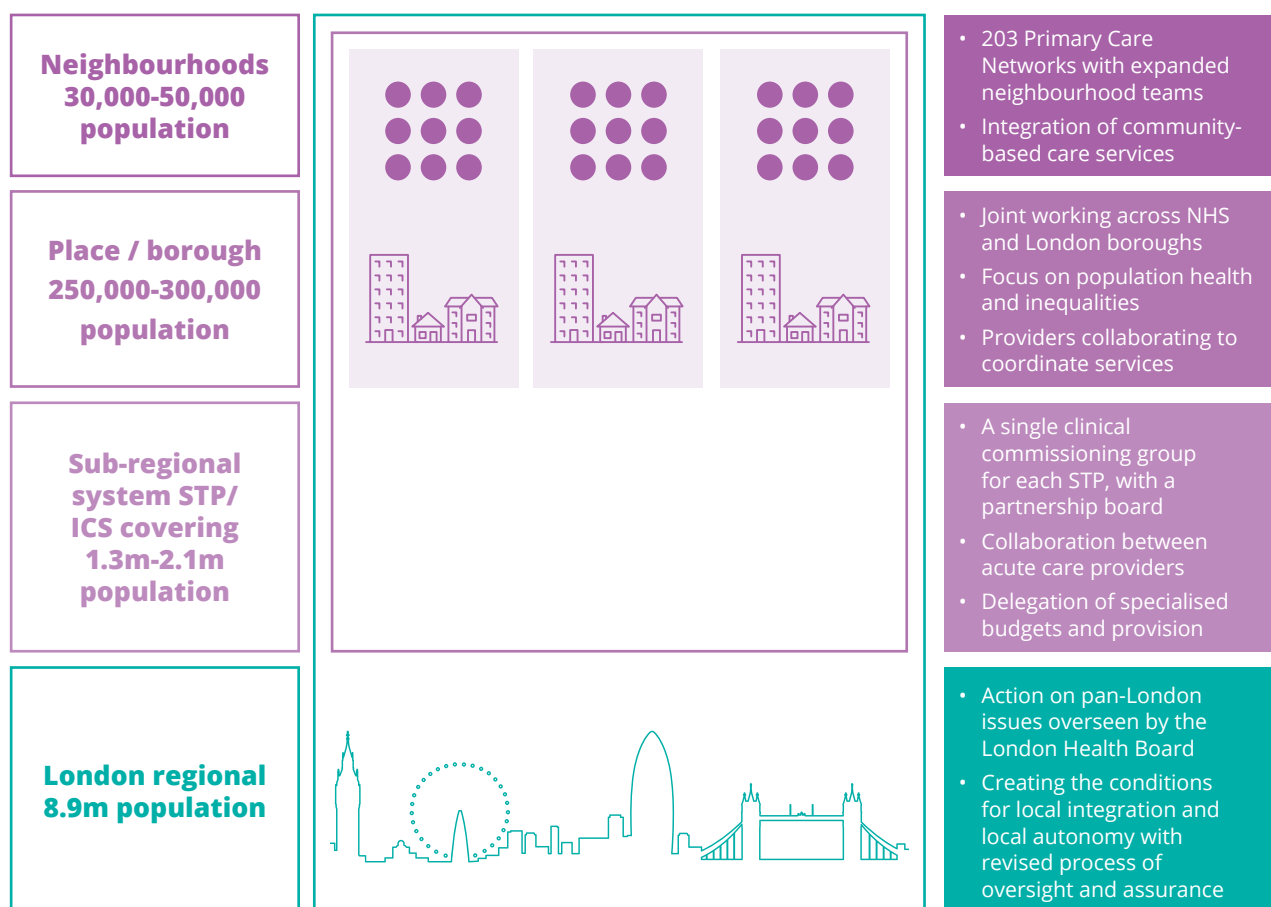 Neighbourhoods
30,000-50,000
population
• 203 Primary Care
Networks with expanded
neighbourhood teams
• Integration of community-
based care services
Place / borough
250,000-300,000
population
• Joint working across NHS
and London boroughs
• Focus on population health
and inequalities
• Providers collaborating to
coordinate services
Sub-regional
system STP/
ICS covering
1.3m-2.1m
population
• A single clinical
commissioning group
for each STP, with a
partnership board
• Collaboration between
acute care providers
• Delegation of specialised
budgets and provision
London regional
8.9m population
• Action on pan-London
issues overseen by the
London Health Board
• Creating the conditions
for local integration and
local autonomy with
revised process of
oversight and assurance